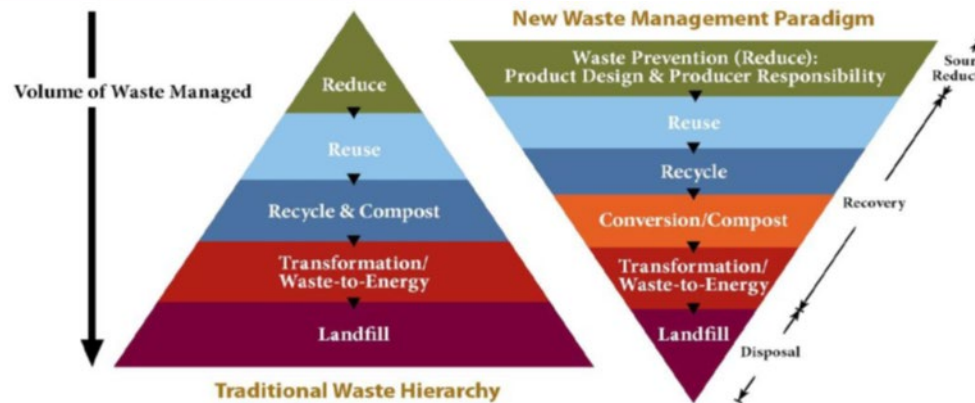 New Waste Management Paradigm
Volume of Waste Managed
Reduce
Reuse
Recycle & Compost
Transformation/
Waste-to-Energy
Landfill
Traditional Waste Hierarchy
Waste Prevention (Reduce):
Product Design & Producer Responsibility
Reuse
Recycle
Conversion/Compost
Transformation/
Waste-to-Energy
Landfill
Recovery
Disposal